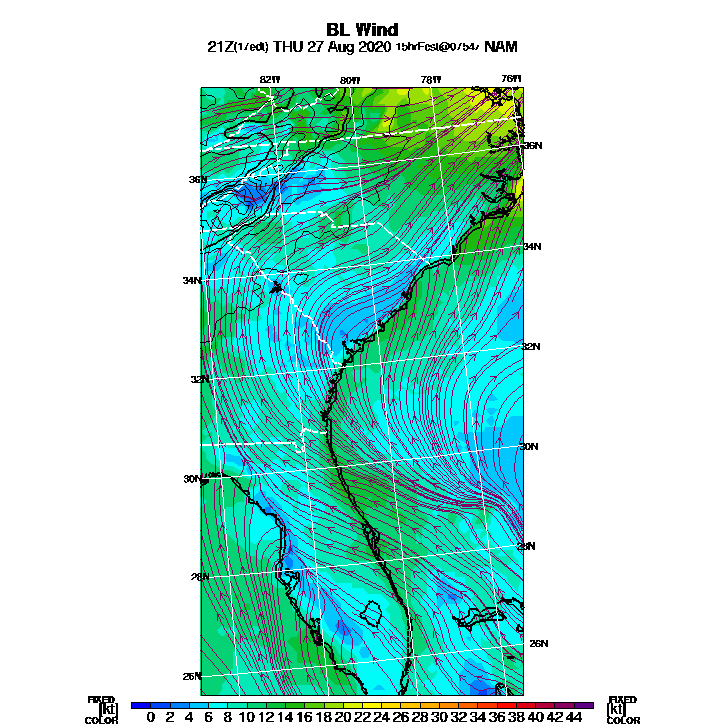 BL Wind
21Z(17edt) THU 27 Aug 2020 15hrFcst@0754z NAM
82W 80W 78W 76W
36N 36N
34N 34N
32N 32N
30N 30N
28N 28N
26N 26N
FIXED FIXED
[kt] 0 2 4 6 8 10 12 14 16 18 20 22 24 26 28 30 32 34 36 38 40 42 44 [kt]
COLOR COLOR